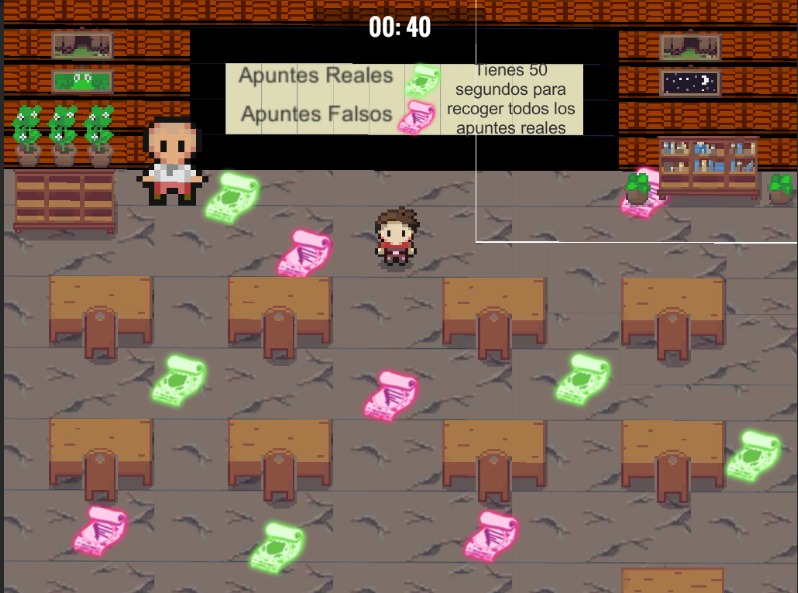 00: 40
Apuntes Reales
Apuntes Falsos
Tienes 50
segundos para
recoger todos los
apuntes reales